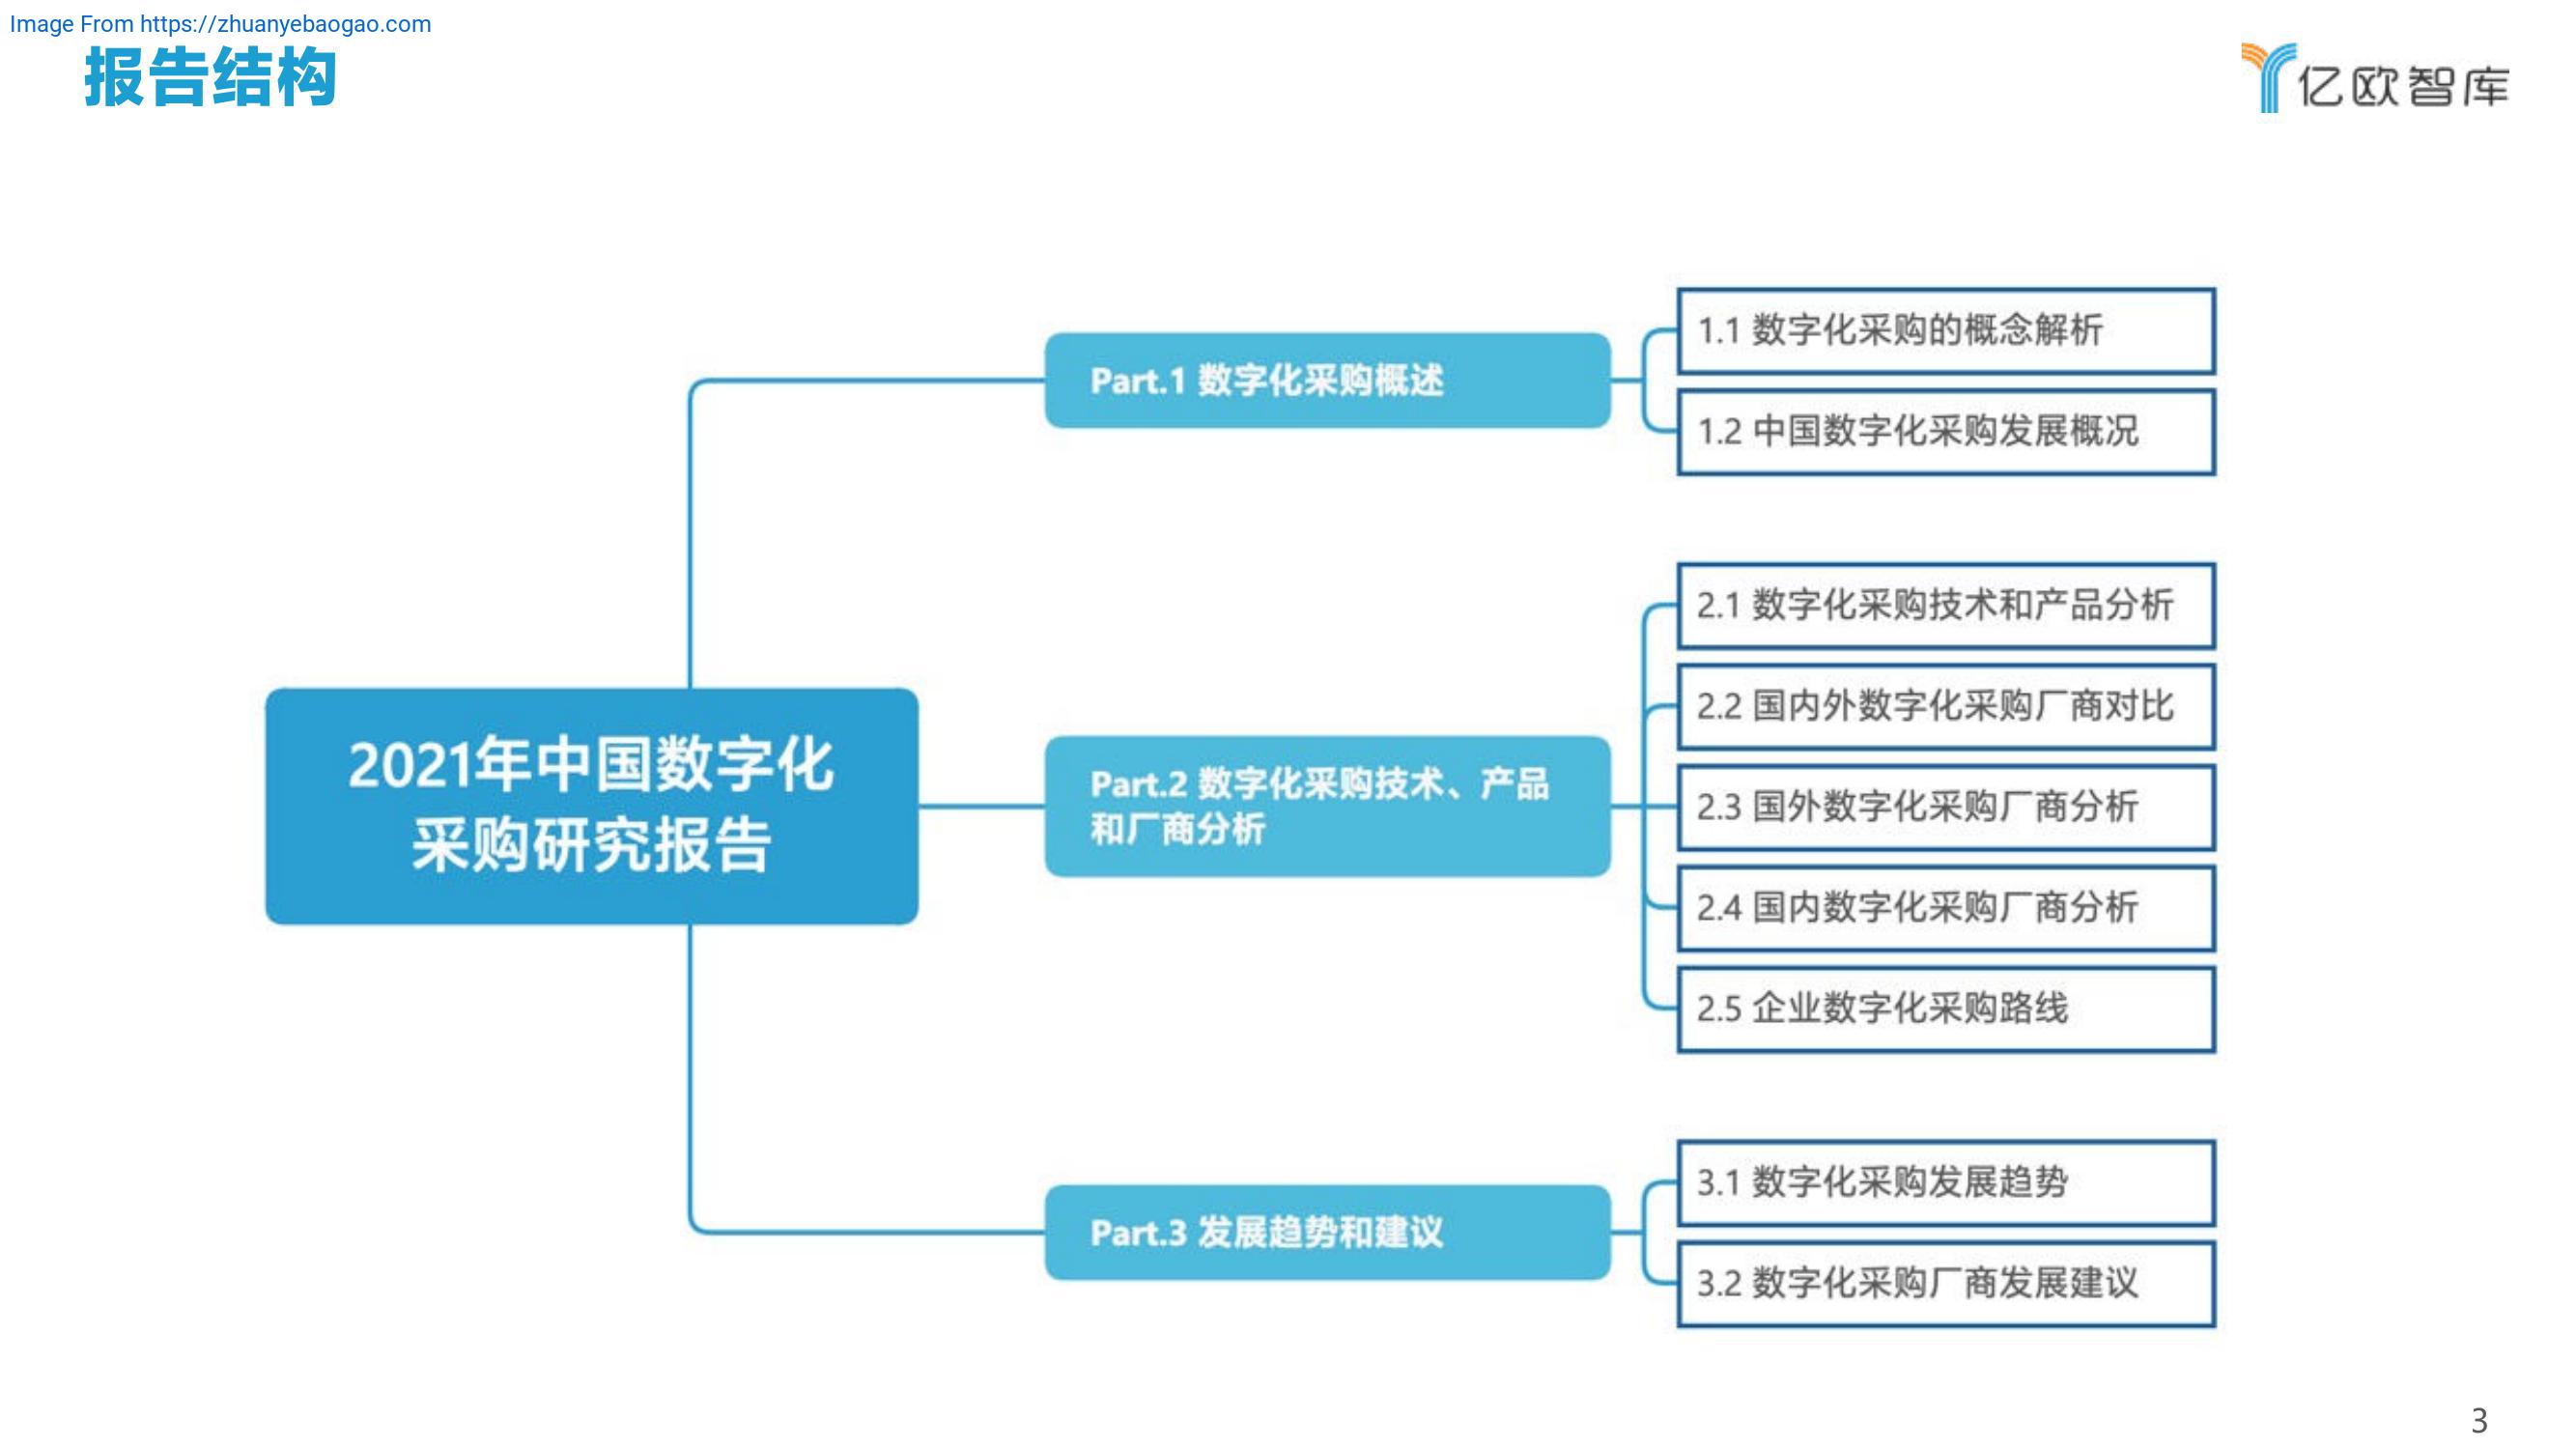 Image From https://zhuanyebaogao.com
报告结构
亿欧智库
2021年中国数字化
采购研究报告
Part.1 数字化采购概述
1.1 数字化采购的概念解析
1.2 中国数字化采购发展概况
Part.2 数字化采购技术、产品
和厂商分析
2.1 数字化采购技术和产品分析
2.2 国内外数字化采购厂商对比
2.3 国外数字化采购厂商分析
2.4 国内数字化采购厂商分析
2.5 企业数字化采购路线
Part.3 发展趋势和建议
3.1 数字化采购发展趋势
3.2 数字化采购厂商发展建议
3